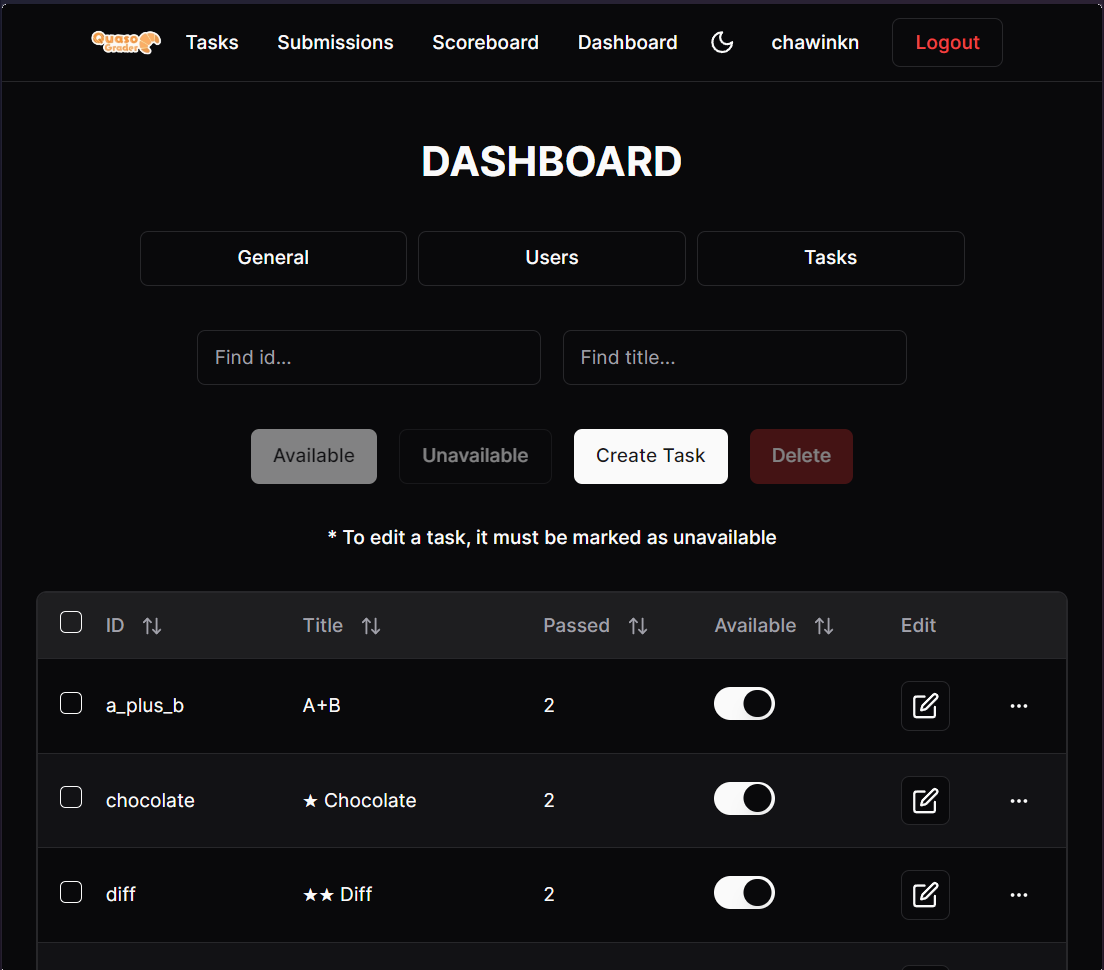 Quaso Grader Tasks Submissions Scoreboard Dashboard chawinkn Logout
DASHBOARD
General Users Tasks
Find id... Find title...
Available Unavailable Create Task Delete
* To edit a task, it must be marked as unavailable
ID Title Passed Available Edit
a_plus_b A+B 2 ...
chocolate ★ Chocolate 2 ...
diff ★★ Diff 2 ...